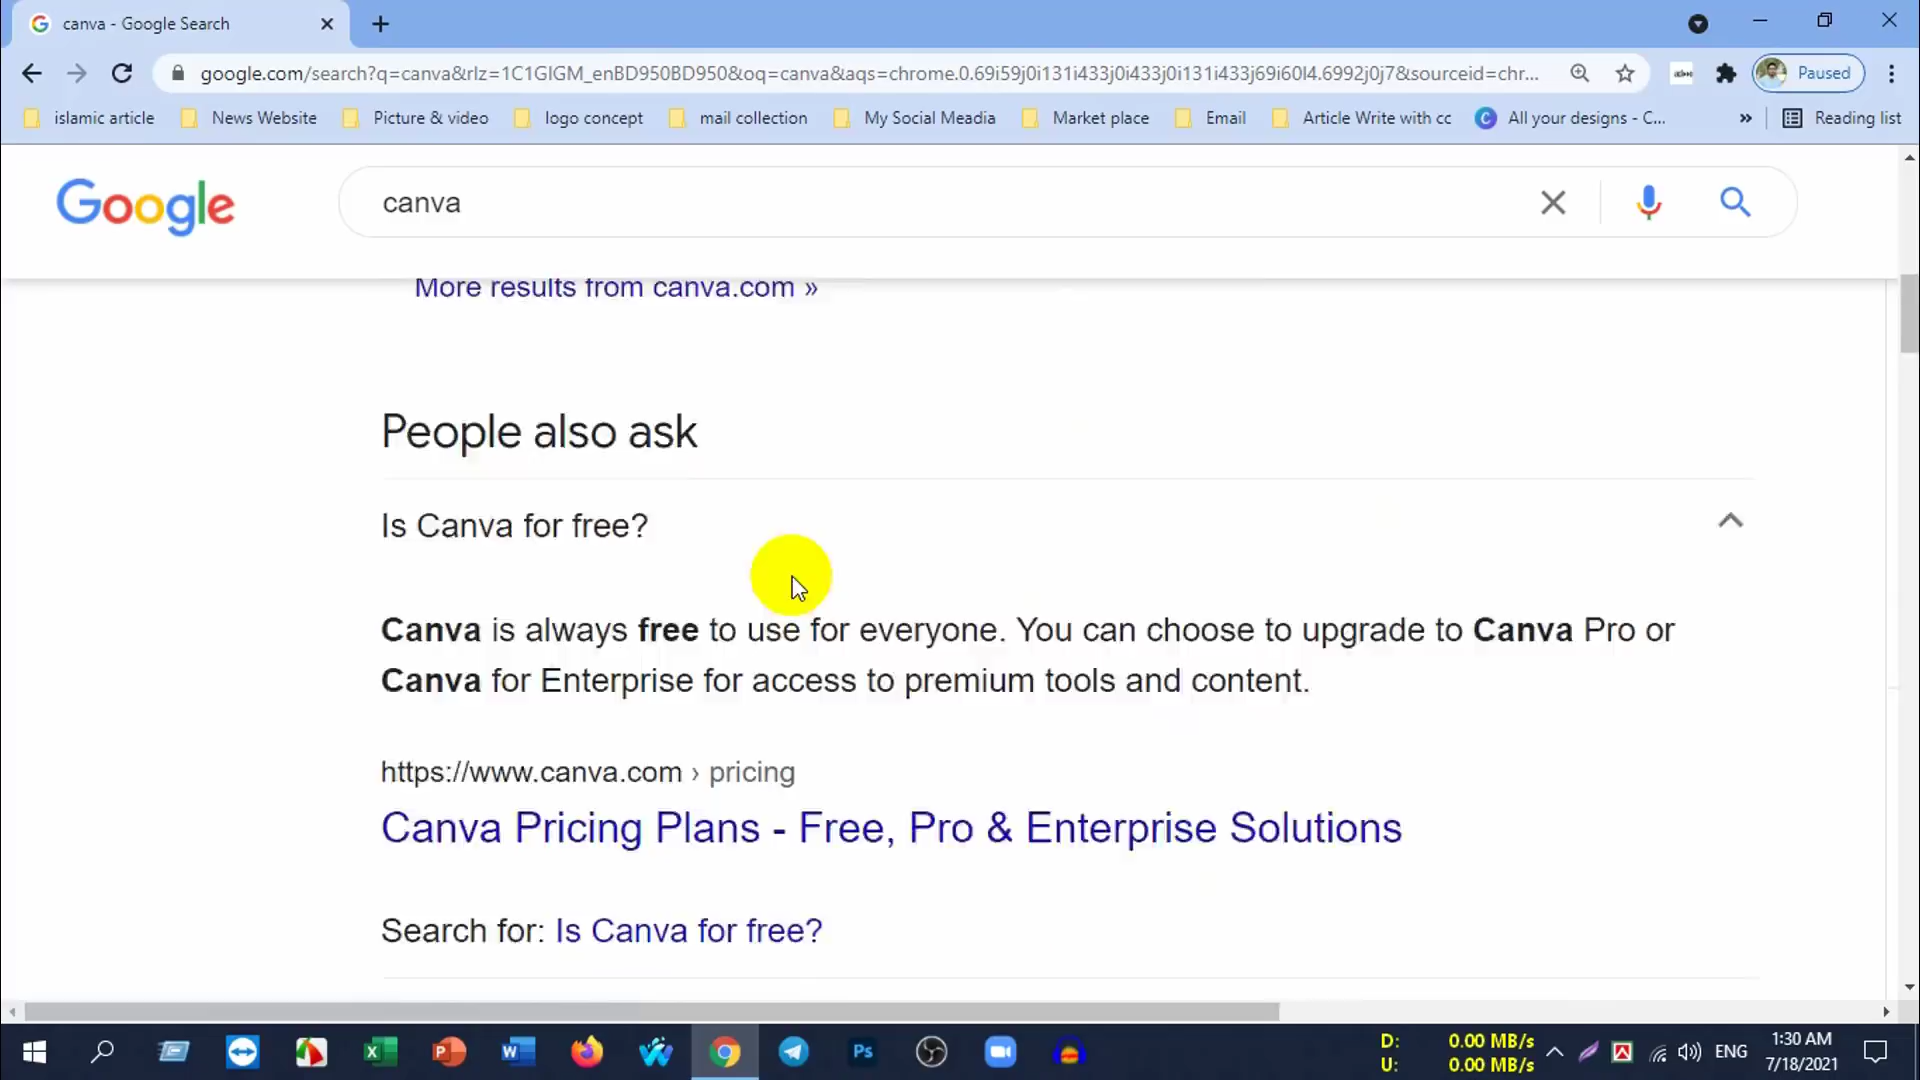 canva - Google Search
google.com/search?q=canva&rlz=1C1GIGM_enBD950BD950&oq=canva&aqs=chrome.0.69i59j0i131i433j0i433j0i131i433j69i60l4.6992j0j7&sourceid=chr...
Paused
islamic article
News Website
Picture & video
logo concept
mail collection
My Social Meadia
Market place
Email
Article Write with cc
All your designs - C...
»
Reading list
Google
canva
More results from canva.com »
People also ask
Is Canva for free?
Canva is always free to use for everyone. You can choose to upgrade to Canva Pro or
Canva for Enterprise for access to premium tools and content.
https://www.canva.com › pricing
Canva Pricing Plans - Free, Pro & Enterprise Solutions
Search for: Is Canva for free?
D: 0.00 MB/s
U: 0.00 MB/s
ENG
1:30 AM
7/18/2021